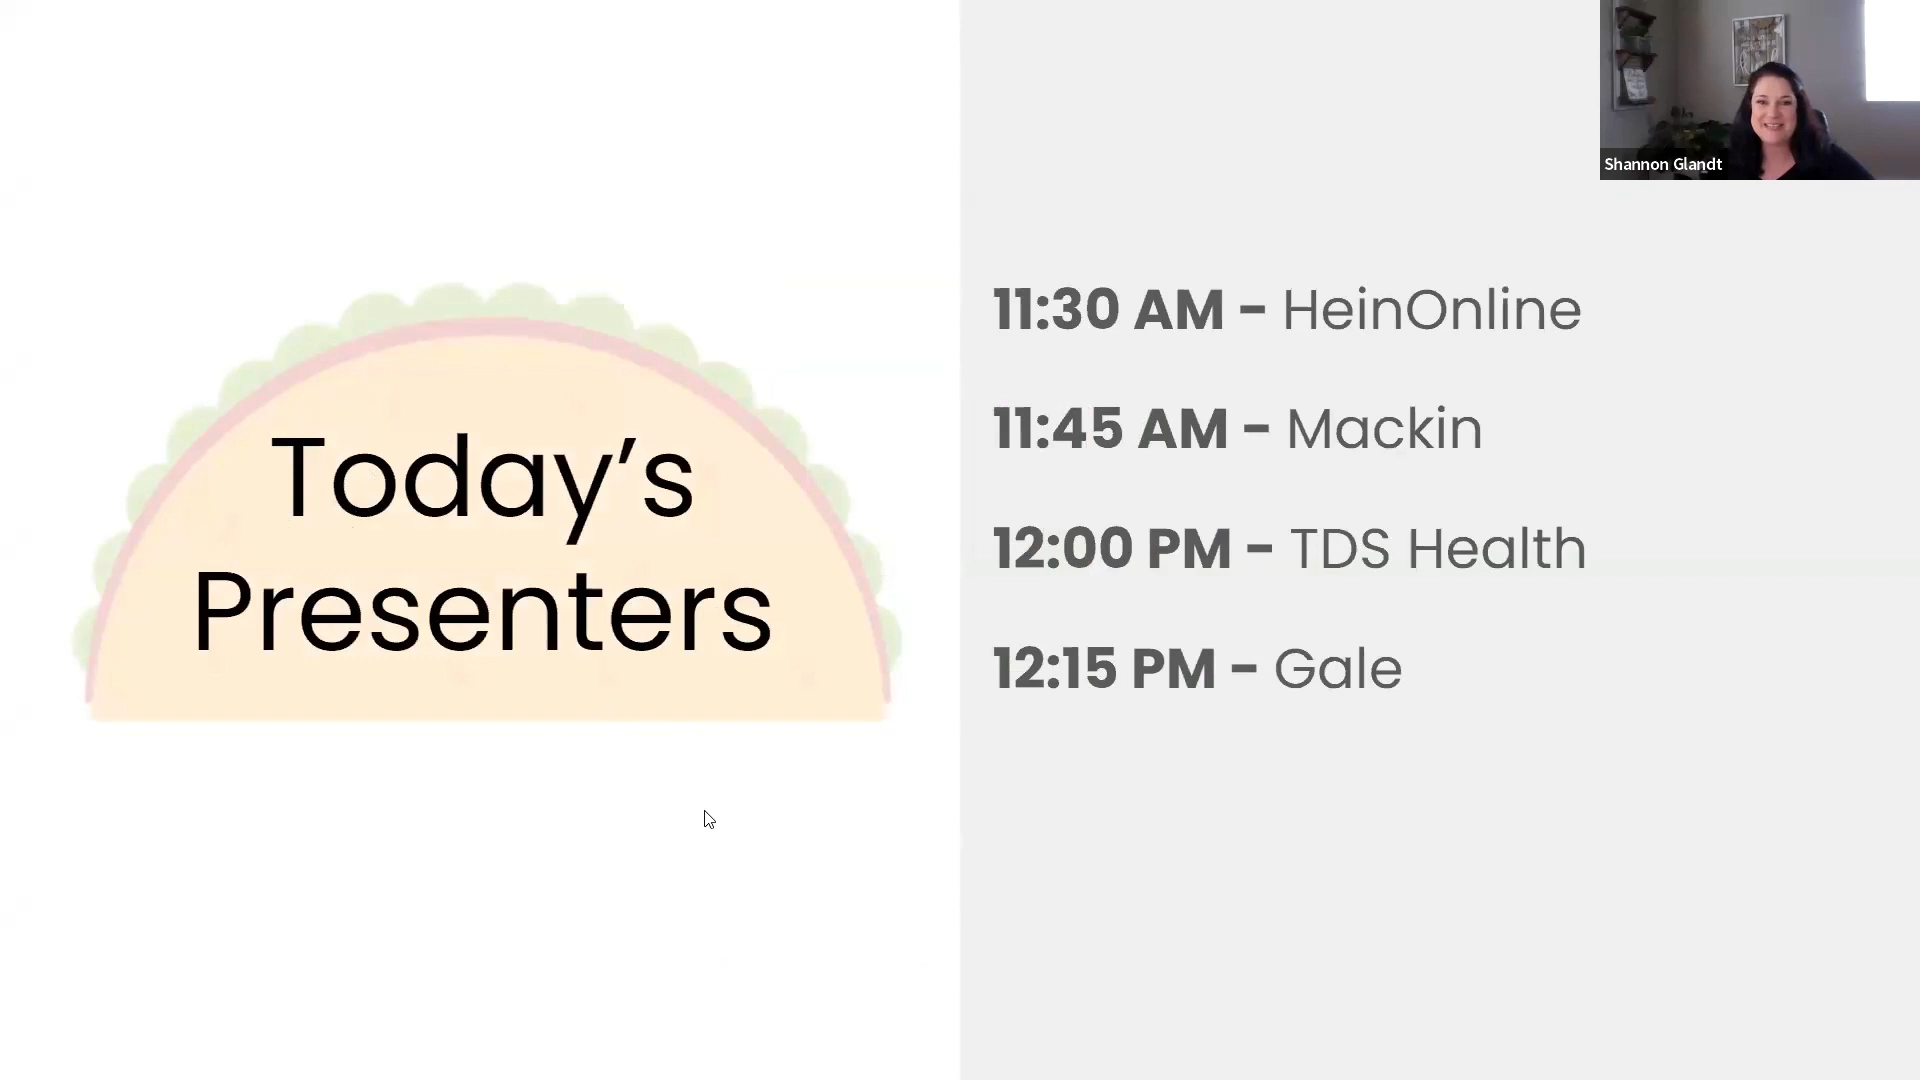 Today’s
Presenters
11:30 AM – HeinOnline
11:45 AM – Mackin
12:00 PM – TDS Health
12:15 PM – Gale
Shannon Glandt